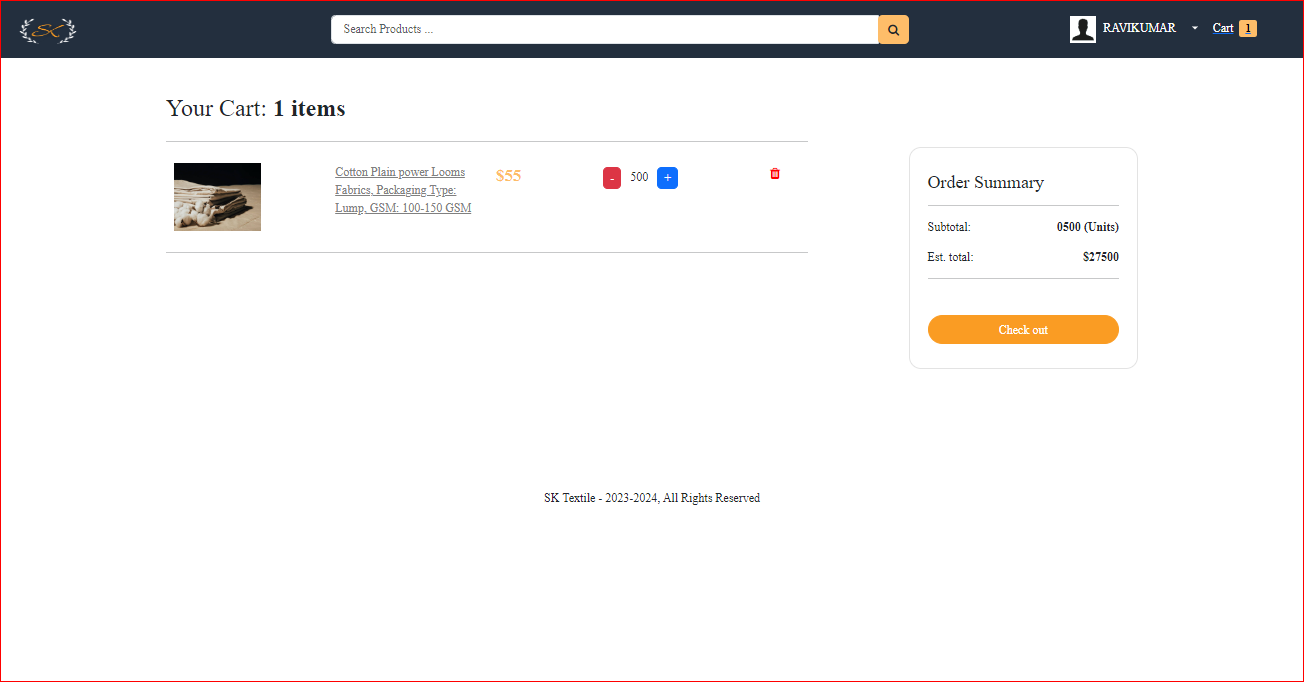 SK
Search Products ...
RAVIKUMAR
Cart 1
Your Cart: 1 items
Cotton Plain power Looms
Fabrics, Packaging Type:
Lump, GSM: 100-150 GSM
$55
- 500 +
Order Summary
Subtotal: 0500 (Units)
Est. total: $27500
Check out
SK Textile - 2023-2024, All Rights Reserved